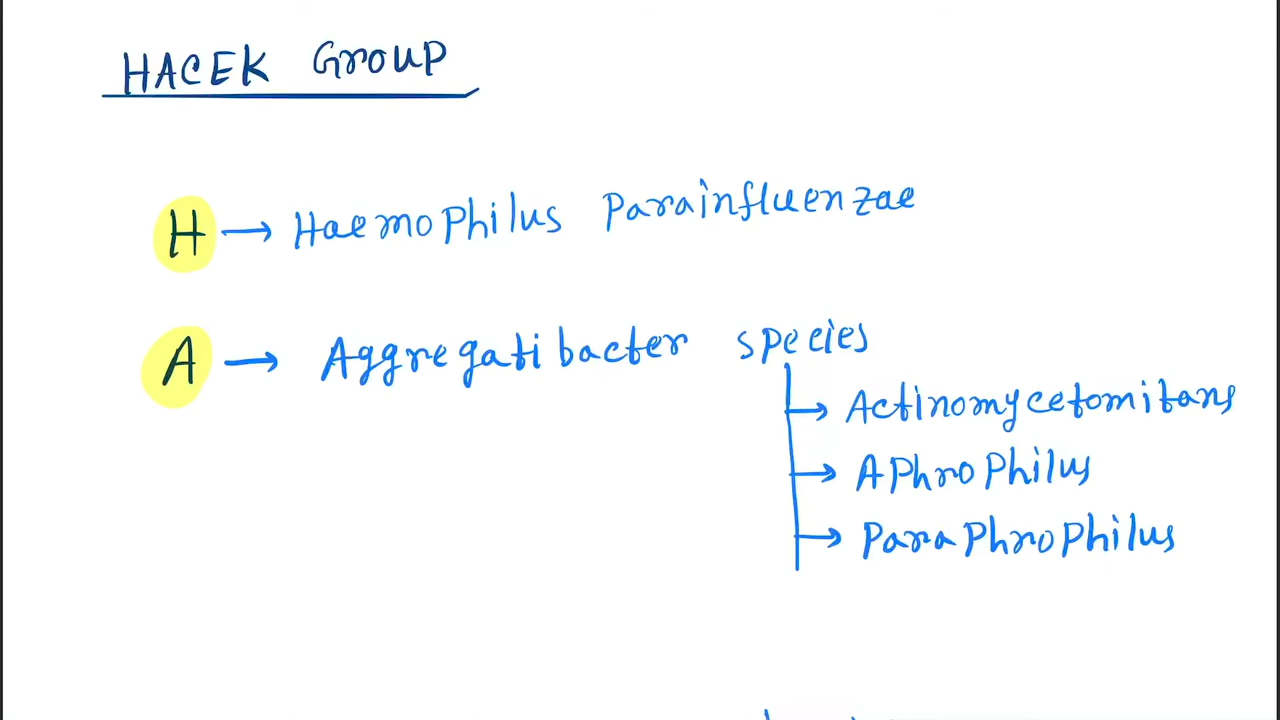 HACEK GROUP
H → Haemophilus Parainfluenzae
A → Aggregatibacter species
→ Actinomycetomitans
→ Aphrophilus
→ Paraphrophilus